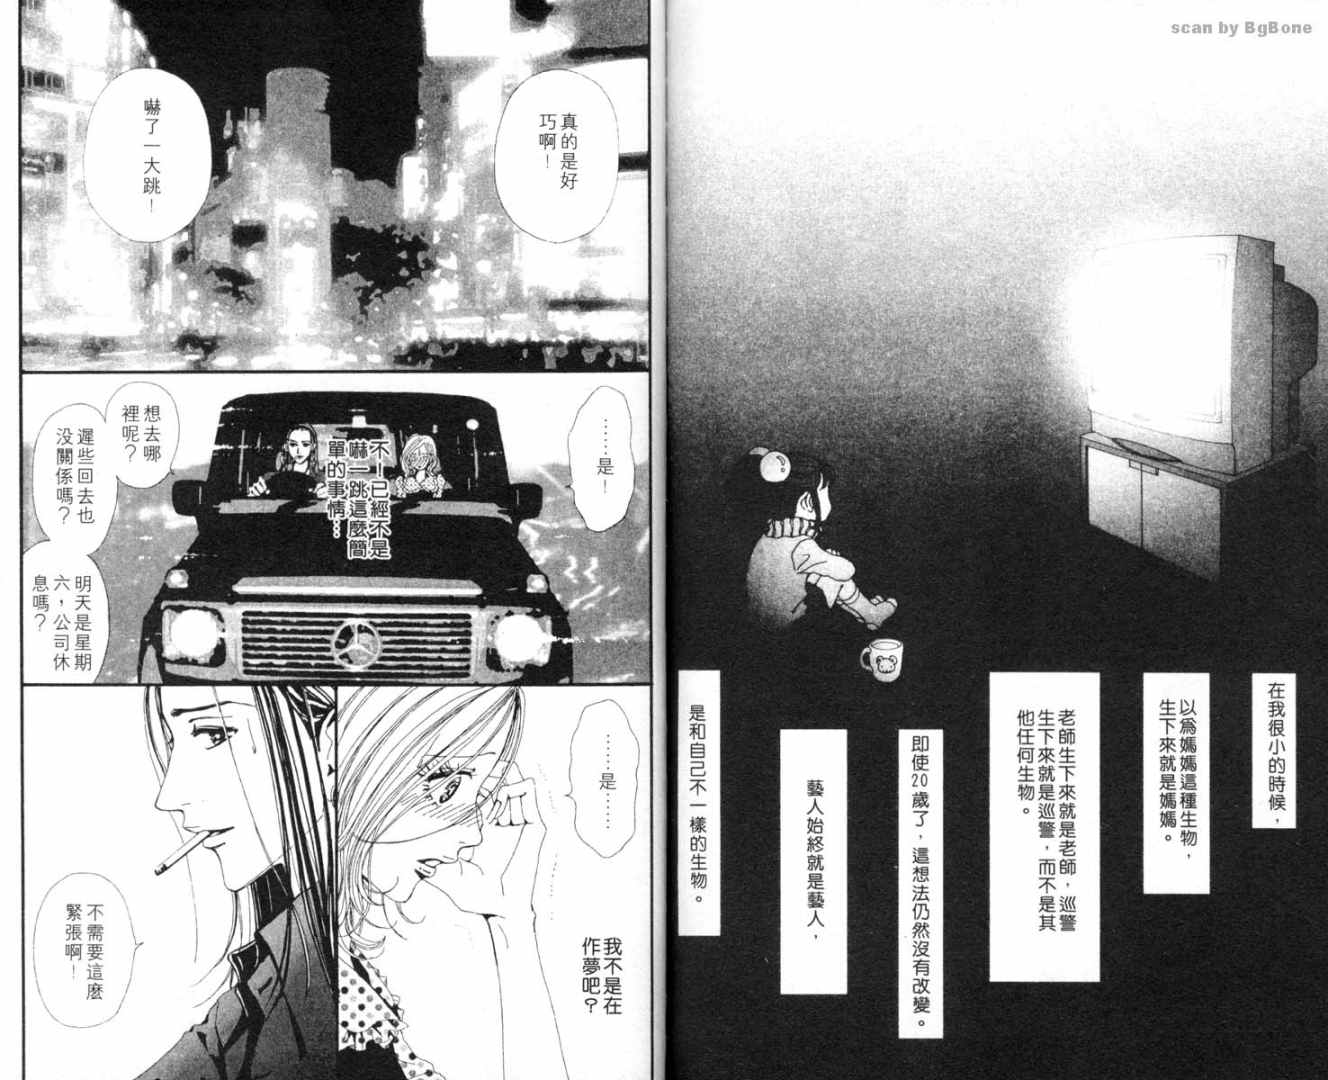 scan by BgBone
在我很小的時候，
以為媽媽這種生物，
生下來就是媽媽。
老師生下來就是老師，巡警
生下來就是巡警，而不是其
他任何生物。
即使20歲了，這想法仍然沒有改變。
藝人始終就是藝人，
是和自己不一樣的生物。
真的是好
巧啊！
嚇了一大跳！
……是！
不！已經不是
嚇一跳這麼簡
單的事情…
想去哪
裡呢？
遲些回去也
沒關係嗎？
明天是星期
六，公司休
息嗎？
……是……
我不是在
作夢吧？
不需要這麼
緊張啊！